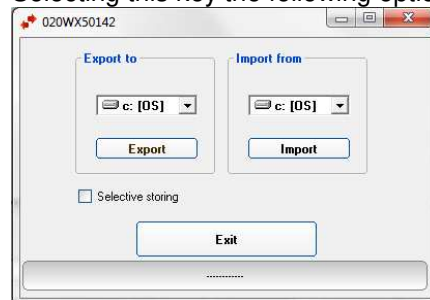 Selecting this key the following optio
020WX50142
Export to
Import from
c: [OS]
c: [OS]
Export
Import
Selective storing
Exit
............